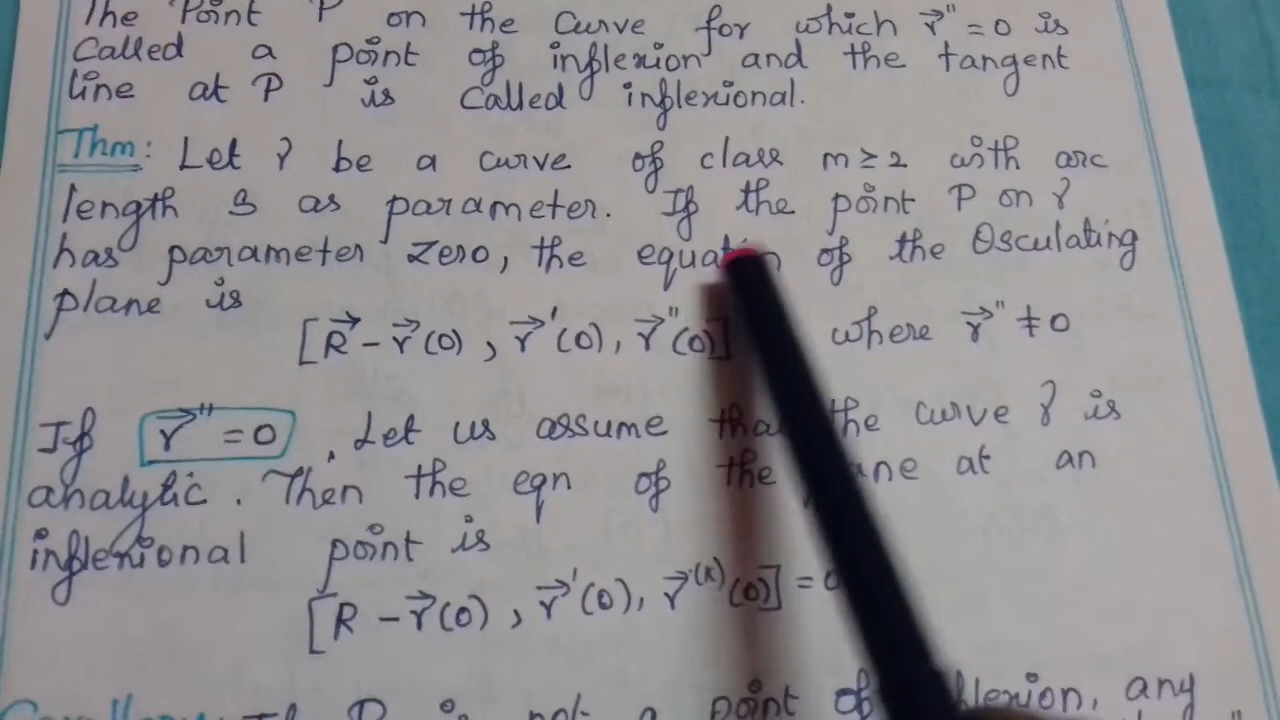 The Point P on the Curve for which r⃗" = 0 is
Called a point of inflexion and the tangent
line at P is Called inflexional.
Thm: Let γ be a curve of class m ≥ 2 with arc
length s as parameter. If the point P on γ
has parameter zero, the equation of the Osculating
plane is
[R⃗ - r⃗(0), r⃗'(0), r⃗"(0)] where r⃗" ≠ 0
If r⃗" = 0, Let us assume that the curve γ is
analytic. Then the eqn of the plane at an
inflexional point is
[R - r⃗(0), r⃗'(0), r⃗^(k)(0)] = 0
P is not a point of inflexion, any